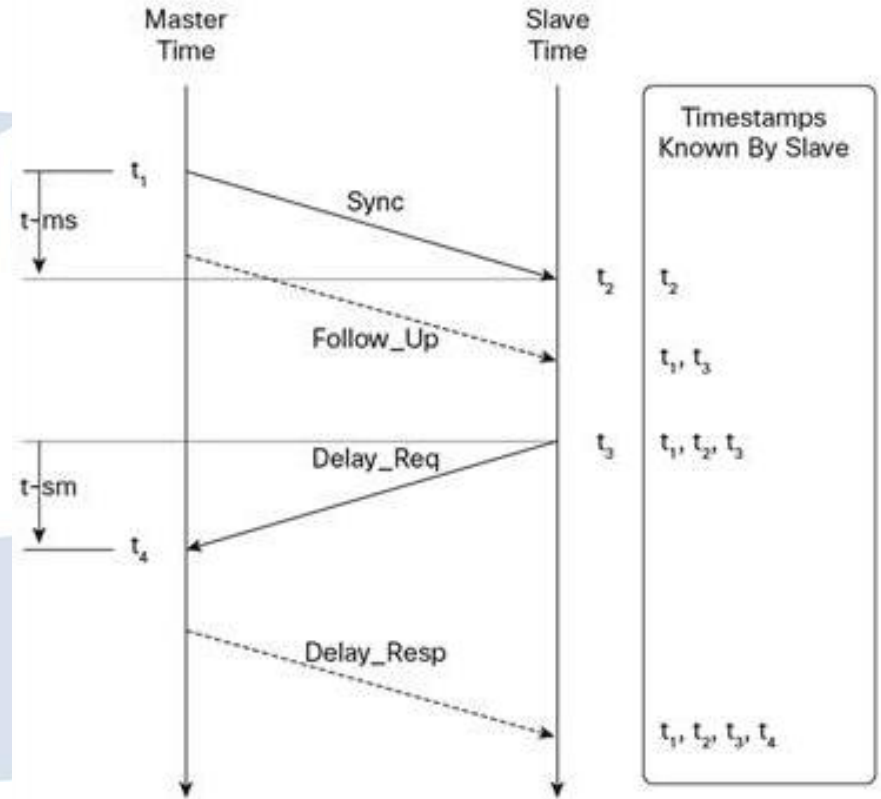 Master
Time
Slave
Time
Timestamps
Known By Slave
t₁
Sync
t-ms
t₂
t₂
Follow_Up
t₁, t₃
t₃
t₁, t₂, t₃
Delay_Req
t-sm
t₄
Delay_Resp
t₁, t₂, t₃, t₄